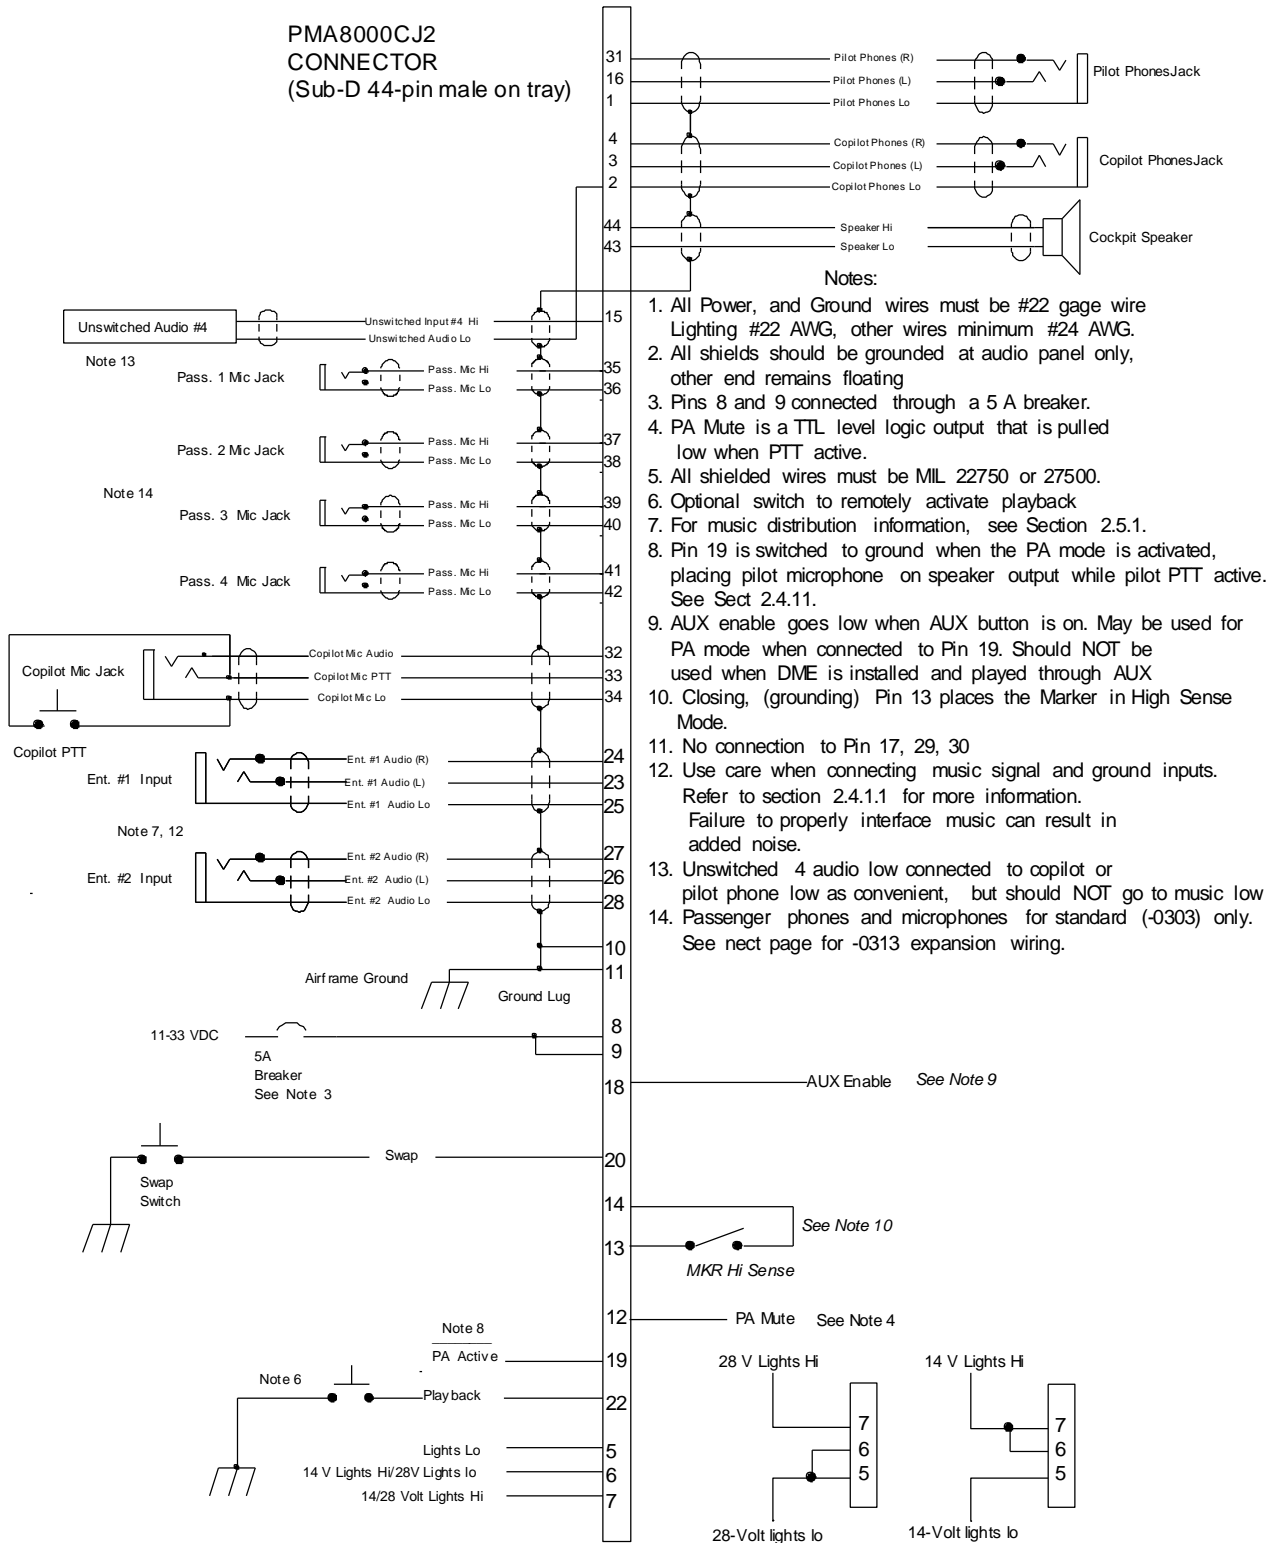 PMA8000CJ2
CONNECTOR
(Sub-D 44-pin male on tray)
31
16
1
4
3
2
44
43
Pilot Phones (R)
Pilot Phones (L)
Pilot Phones Lo
Pilot PhonesJack
Copilot Phones (R)
Copilot Phones (L)
Copilot Phones Lo
Copilot PhonesJack
Speaker Hi
Speaker Lo
Cockpit Speaker
Unswitched Audio #4
Unswitched Input #4 Hi
Unswitched Audio Lo
15
Note 13
Pass. 1 Mic Jack
Pass. Mic Hi
Pass. Mic Lo
35
36
Pass. 2 Mic Jack
Pass. Mic Hi
Pass. Mic Lo
37
38
Note 14
Pass. 3 Mic Jack
Pass. Mic Hi
Pass. Mic Lo
39
40
Pass. 4 Mic Jack
Pass. Mic Hi
Pass. Mic Lo
41
42
Copilot Mic Jack
Copilot Mic Audio
Copilot Mic PTT
Copilot Mic Lo
32
33
34
Copilot PTT
Ent. #1 Input
Ent. #1 Audio (R)
Ent. #1 Audio (L)
Ent. #1 Audio Lo
24
23
25
Note 7, 12
Ent. #2 Input
Ent. #2 Audio (R)
Ent. #2 Audio (L)
Ent. #2 Audio Lo
27
26
28
10
11
Airframe Ground
Ground Lug
11-33 VDC
5A
Breaker
See Note 3
8
9
18
AUX Enable See Note 9
Swap
Swap
Switch
20
14
13
See Note 10
MKR Hi Sense
12
PA Mute See Note 4
Note 8
PA Active
19
Note 6
Playback
22
Lights Lo
5
14 V Lights Hi/28V Lights lo
6
14/28 Volt Lights Hi
7
Notes:
1. All Power, and Ground wires must be #22 gage wire
Lighting #22 AWG, other wires minimum #24 AWG.
2. All shields should be grounded at audio panel only,
other end remains floating
3. Pins 8 and 9 connected through a 5 A breaker.
4. PA Mute is a TTL level logic output that is pulled
low when PTT active.
5. All shielded wires must be MIL 22750 or 27500.
6. Optional switch to remotely activate playback
7. For music distribution information, see Section 2.5.1.
8. Pin 19 is switched to ground when the PA mode is activated,
placing pilot microphone on speaker output while pilot PTT active.
See Sect 2.4.11.
9. AUX enable goes low when AUX button is on. May be used for
PA mode when connected to Pin 19. Should NOT be
used when DME is installed and played through AUX
10. Closing, (grounding) Pin 13 places the Marker in High Sense
Mode.
11. No connection to Pin 17, 29, 30
12. Use care when connecting music signal and ground inputs.
Refer to section 2.4.1.1 for more information.
Failure to properly interface music can result in
added noise.
13. Unswitched 4 audio low connected to copilot or
pilot phone low as convenient, but should NOT go to music low
14. Passenger phones and microphones for standard (-0303) only.
See nect page for -0313 expansion wiring.
28 V Lights Hi
7
6
5
28-Volt lights lo
14 V Lights Hi
7
6
5
14-Volt lights lo